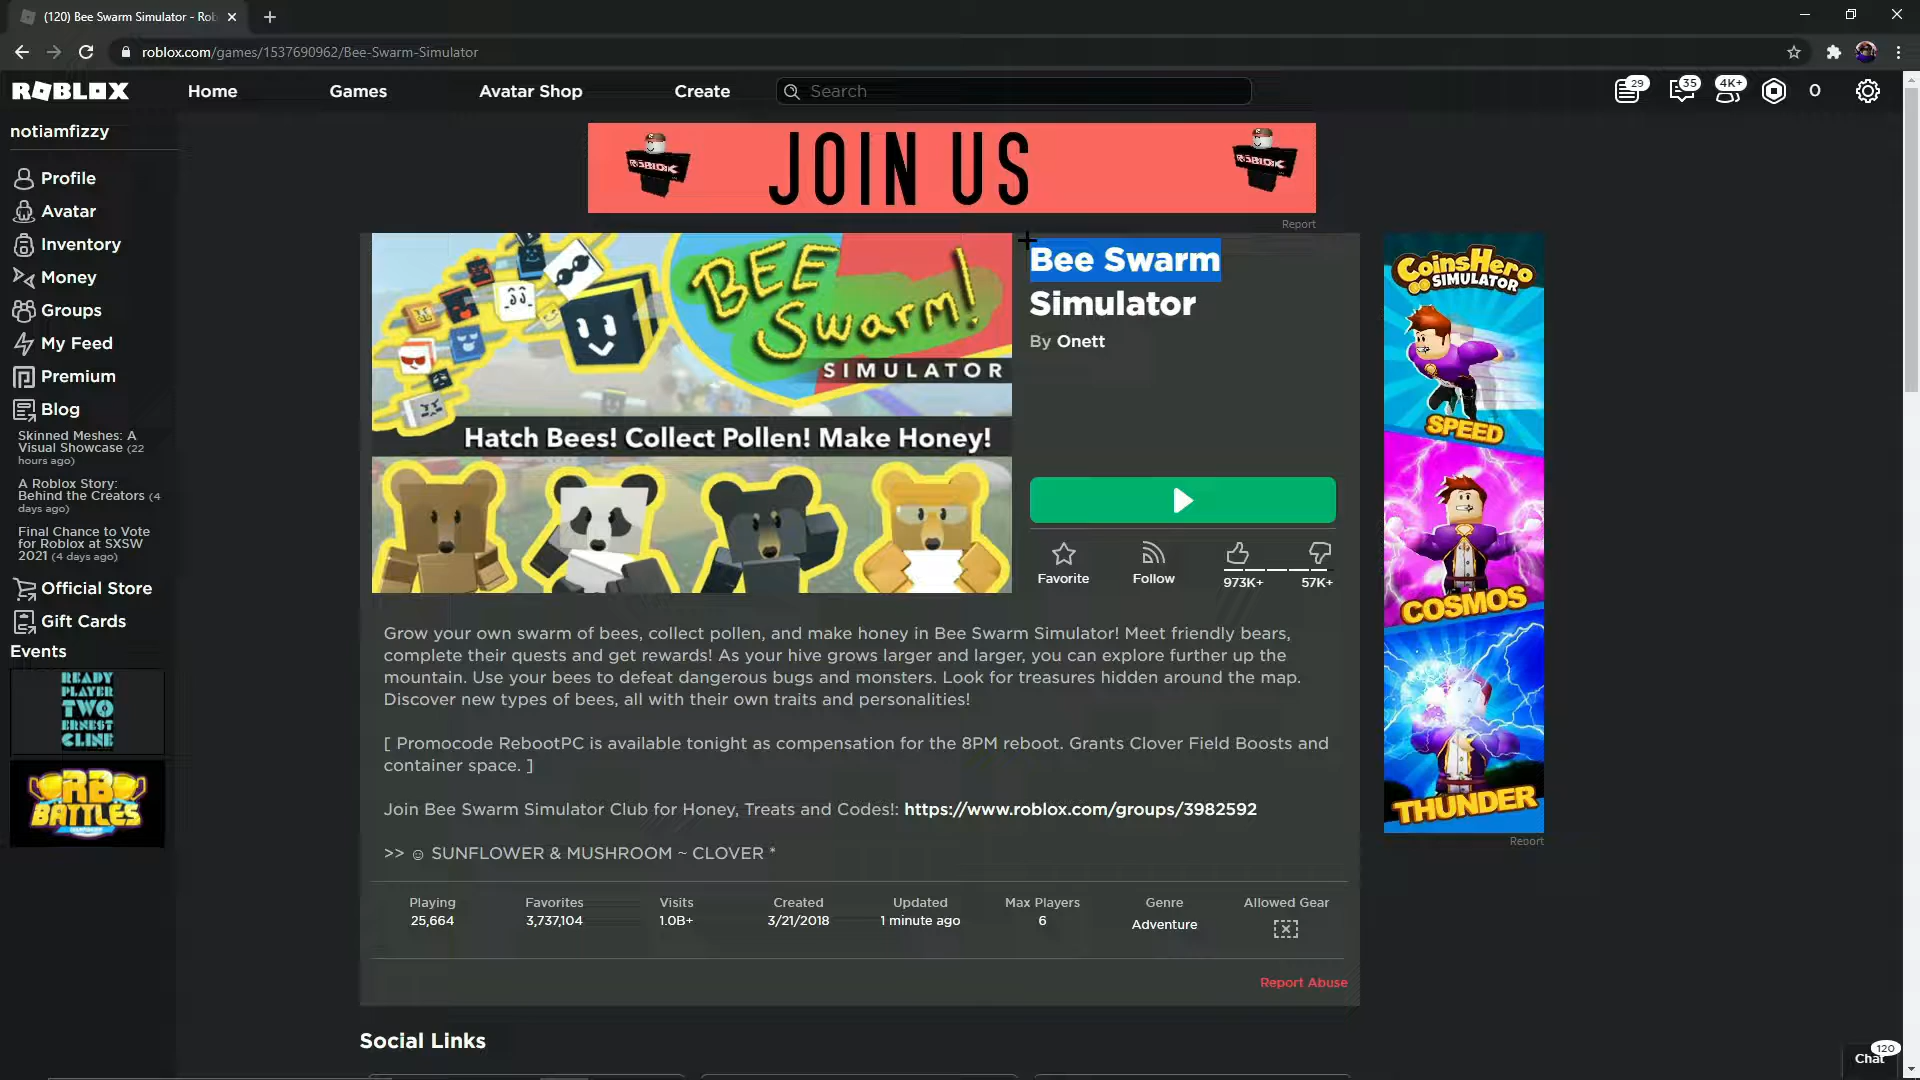 (120) Bee Swarm Simulator - Rob
roblox.com/games/1537690962/Bee-Swarm-Simulator
ROBLOX
Home
Games
Avatar Shop
Create
Search
29
35
4K+
0
notiamfizzy
Profile
Avatar
Inventory
Money
Groups
My Feed
Premium
Blog
Skinned Meshes: A
Visual Showcase (22
hours ago)
A Roblox Story:
Behind the Creators (4
days ago)
Final Chance to Vote
for Roblox at SXSW
2021 (4 days ago)
Official Store
Gift Cards
Events
READY
PLAYER
TWO
ERNEST
CLINE
RB
BATTLES
ROBLOX
JOIN US
ROBLOX
Report
BEE
Swarm!
SIMULATOR
Hatch Bees! Collect Pollen! Make Honey!
Bee Swarm
Simulator
By Onett
Favorite
Follow
973K+
57K+
Grow your own swarm of bees, collect pollen, and make honey in Bee Swarm Simulator! Meet friendly bears,
complete their quests and get rewards! As your hive grows larger and larger, you can explore further up the
mountain. Use your bees to defeat dangerous bugs and monsters. Look for treasures hidden around the map.
Discover new types of bees, all with their own traits and personalities!
[ Promocode RebootPC is available tonight as compensation for the 8PM reboot. Grants Clover Field Boosts and
container space. ]
Join Bee Swarm Simulator Club for Honey, Treats and Codes!: https://www.roblox.com/groups/3982592
>> ☺ SUNFLOWER & MUSHROOM ~ CLOVER *
Playing
25,664
Favorites
3,737,104
Visits
1.0B+
Created
3/21/2018
Updated
1 minute ago
Max Players
6
Genre
Adventure
Allowed Gear
Report Abuse
Social Links
CoinsHero
SIMULATOR
SPEED
COSMOS
THUNDER
Report
Chat
120